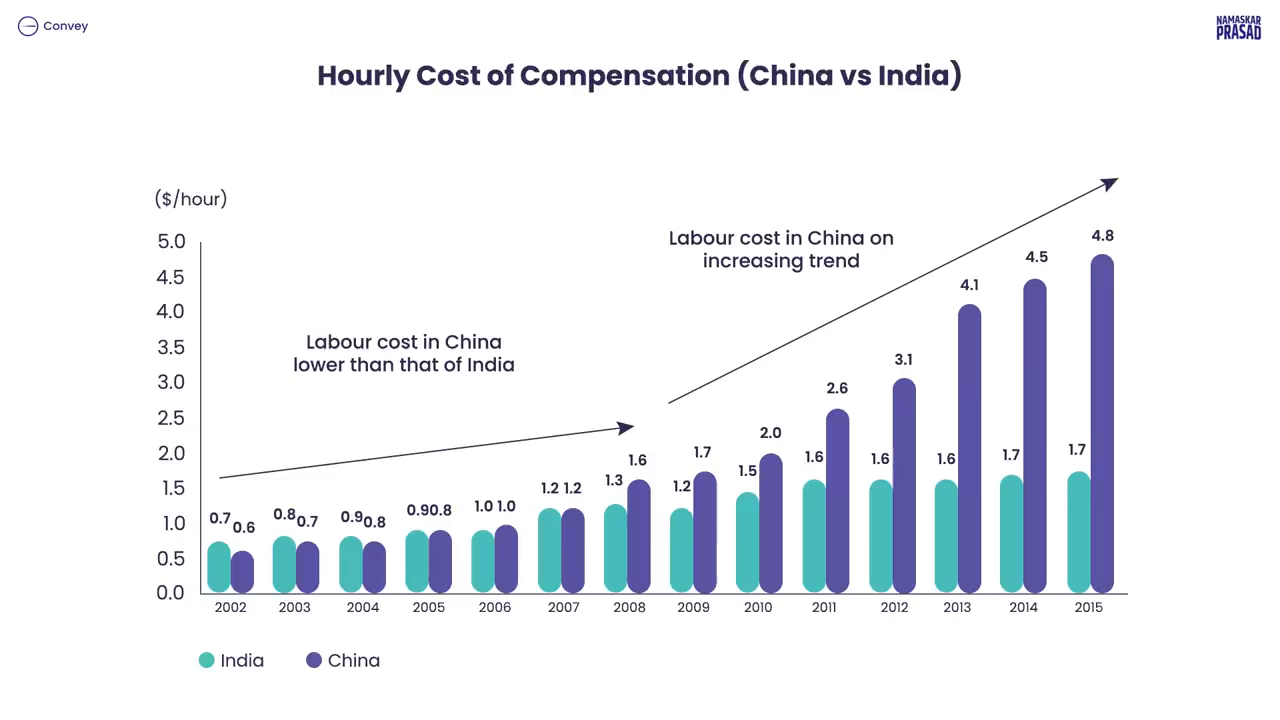 Convey
NAMASKAR
PRASAD
Hourly Cost of Compensation (China vs India)
($/hour)
5.0
4.5
4.0
3.5
3.0
2.5
2.0
1.5
1.0
0.5
0.0
Labour cost in China
lower than that of India
Labour cost in China on
increasing trend
0.7 0.6 0.8 0.7 0.9 0.8 0.9 0.8 1.0 1.0 1.2 1.2 1.3 1.6 1.2 1.7 1.5 2.0 1.6 2.6 1.6 3.1 1.6 4.1 1.7 4.5 1.7 4.8
2002 2003 2004 2005 2006 2007 2008 2009 2010 2011 2012 2013 2014 2015
India China